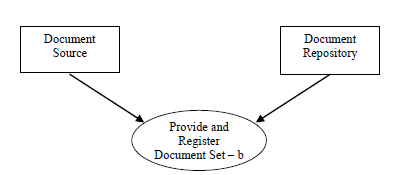 Document
Source
Document
Repository
Provide and
Register
Document Set – b